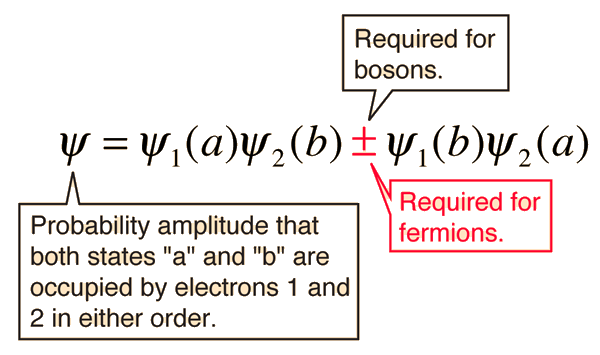 Required for
bosons.
ψ = ψ₁(a)ψ₂(b) ± ψ₁(b)ψ₂(a)
Required for
fermions.
Probability amplitude that
both states "a" and "b" are
occupied by electrons 1 and
2 in either order.